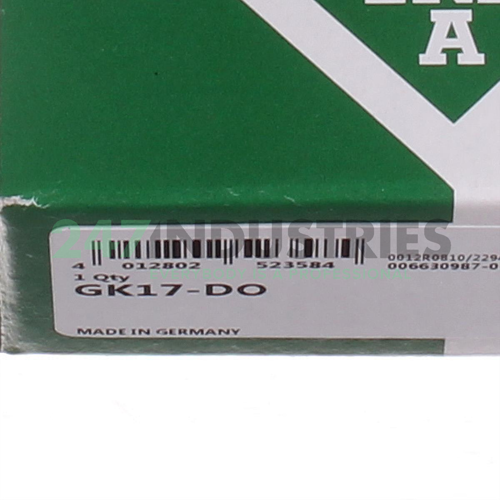 A
247INDUSTRIES
4 012802 523584
1 Qty
GK17-DO
MADE IN GERMANY
0012R0810/2294
006630987-0